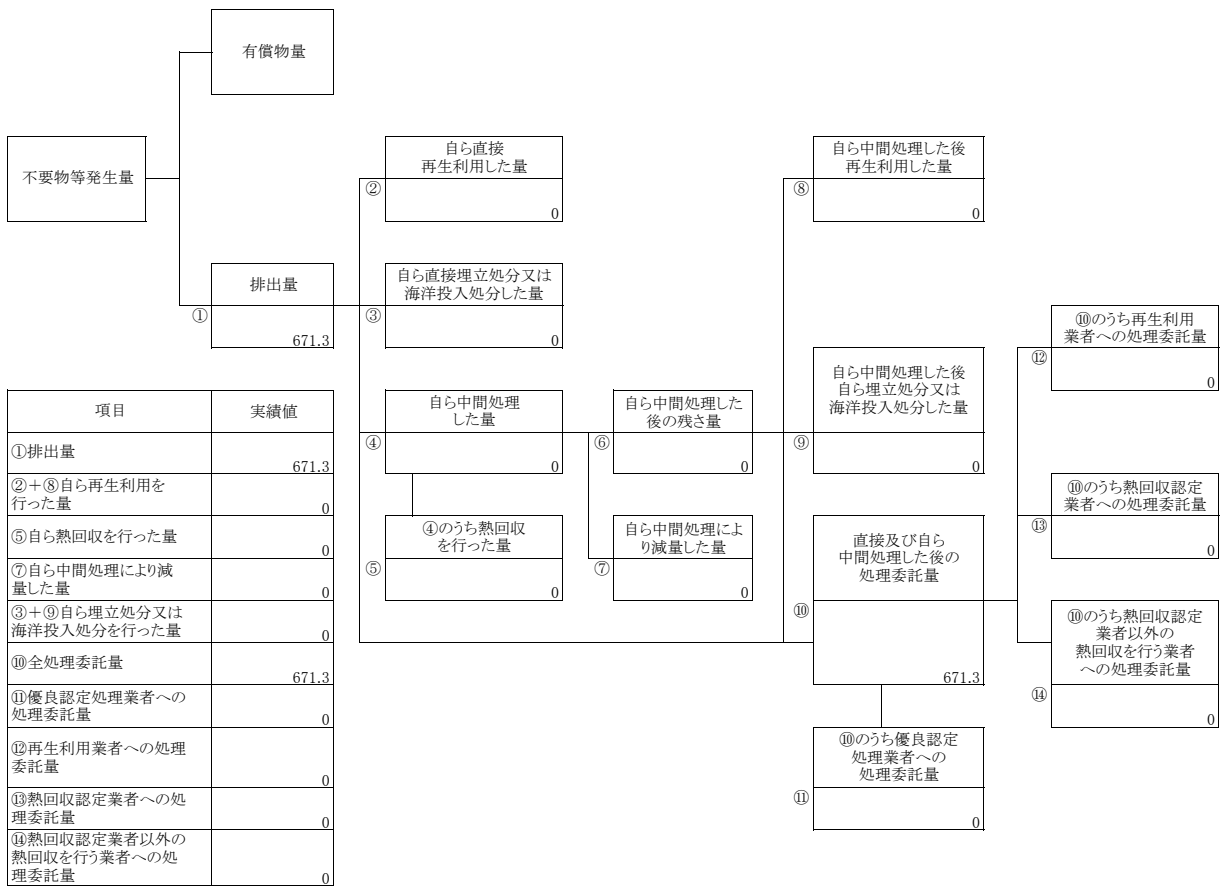 有償物量
不要物等発生量
自ら直接
再生利用した量
②
0
自ら中間処理した後
再生利用した量
⑧
0
排出量
①
671.3
自ら直接埋立処分又は
海洋投入処分した量
③
0
⑩のうち再生利用
業者への処理委託量
⑫
0
自ら中間処理
した量
④
0
自ら中間処理した
後の残さ量
⑥
0
自ら中間処理した後
自ら埋立処分又は
海洋投入処分した量
⑨
0
⑩のうち熱回収認定
業者への処理委託量
⑬
0
④のうち熱回収
を行った量
⑤
0
自ら中間処理によ
り減量した量
⑦
0
直接及び自ら
中間処理した後の
処理委託量
⑩
671.3
⑩のうち熱回収認定
業者以外の
熱回収を行う業者
への処理委託量
⑭
0
⑩のうち優良認定
処理業者への
処理委託量
⑪
0
項目 実績値
①排出量
671.3
②＋⑧自ら再生利用を
行った量
0
⑤自ら熱回収を行った量
0
⑦自ら中間処理により減
量した量
0
③＋⑨自ら埋立処分又は
海洋投入処分を行った量
0
⑩全処理委託量
671.3
⑪優良認定処理業者への
処理委託量
0
⑫再生利用業者への処理
委託量
0
⑬熱回収認定業者への処
理委託量
0
⑭熱回収認定業者以外の
熱回収を行う業者への処
理委託量
0